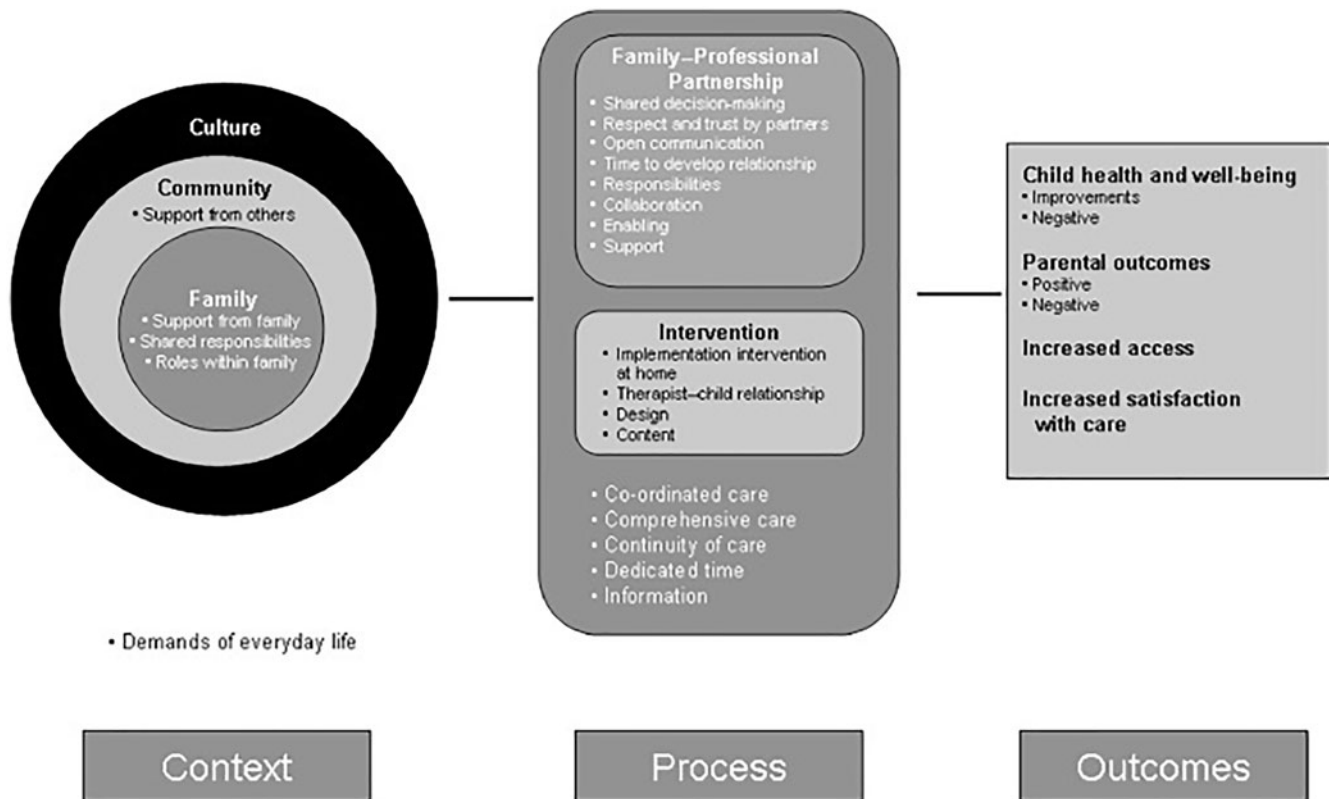 Culture
Community
• Support from others
Family
• Support from family
• Shared responsibilities
• Roles within family
• Demands of everyday life
Context
Family–Professional
Partnership
• Shared decision-making
• Respect and trust by partners
• Open communication
• Time to develop relationship
• Responsibilities
• Collaboration
• Enabling
• Support
Intervention
• Implementation intervention
at home
• Therapist–child relationship
• Design
• Content
• Co-ordinated care
• Comprehensive care
• Continuity of care
• Dedicated time
• Information
Process
Child health and well-being
• Improvements
• Negative
Parental outcomes
• Positive
• Negative
Increased access
Increased satisfaction
with care
Outcomes